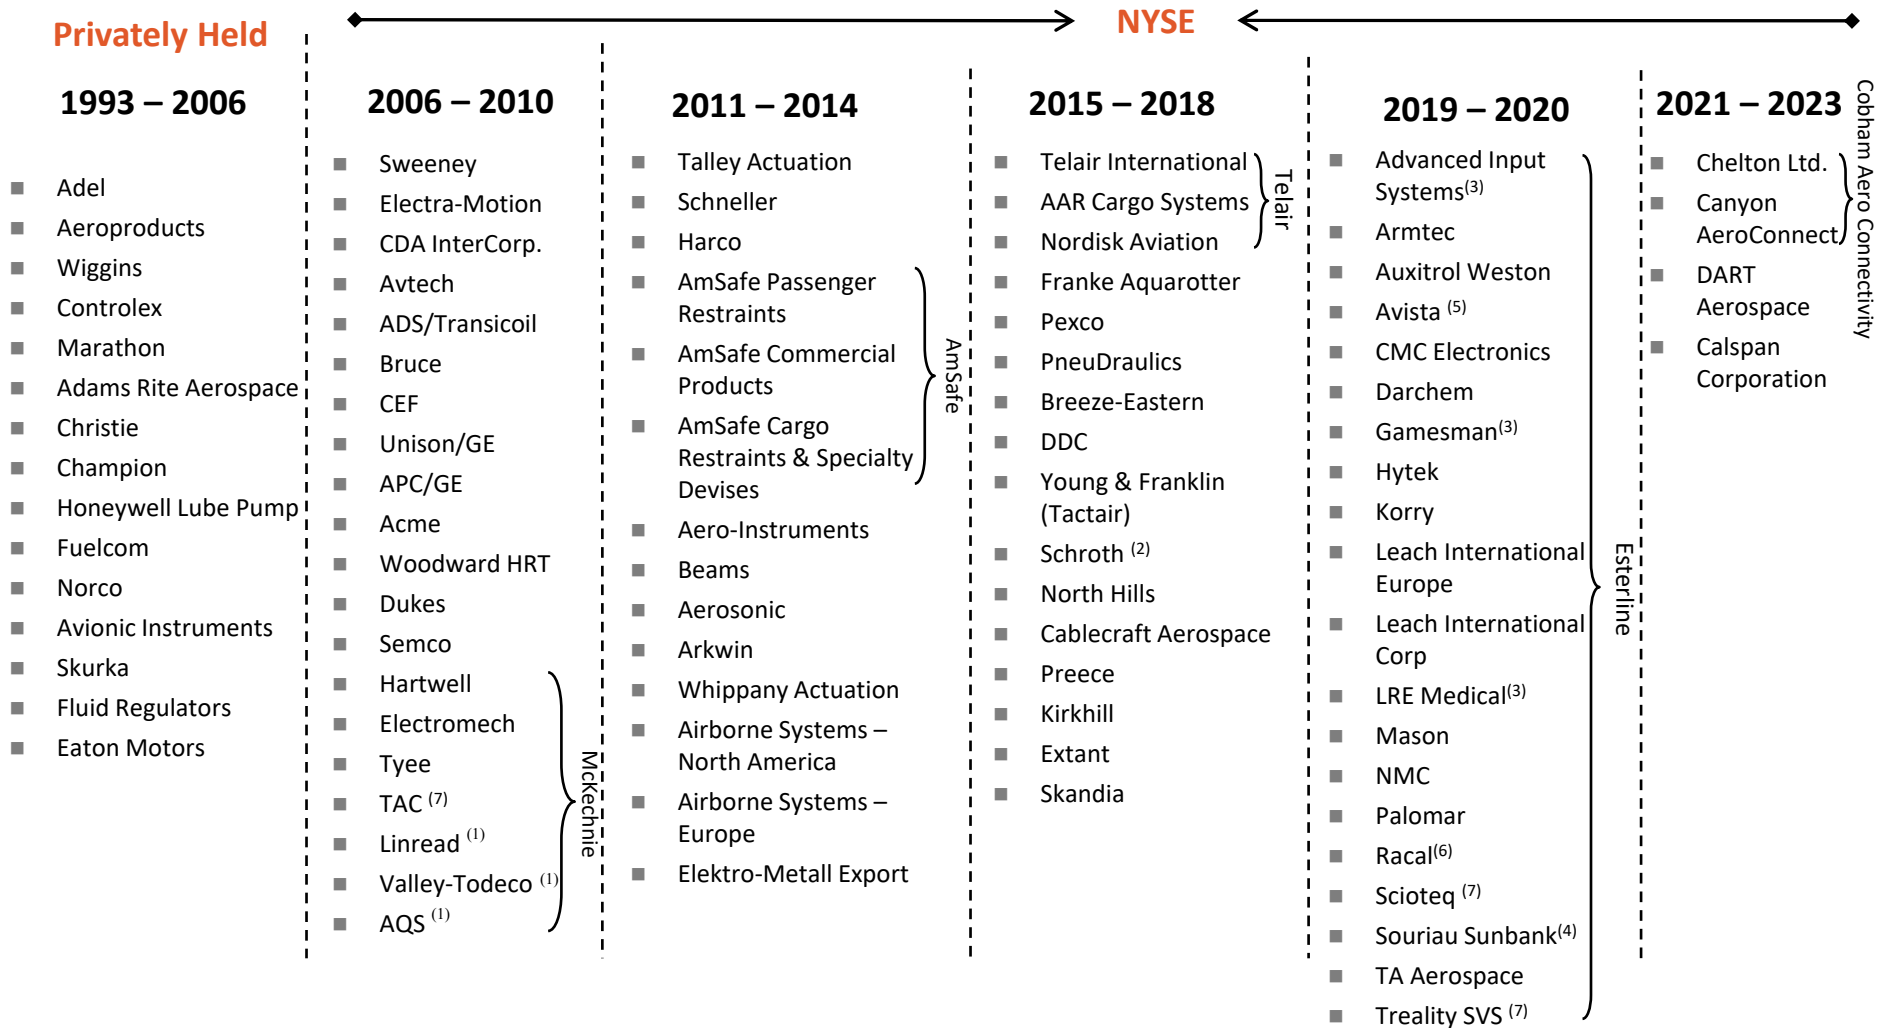 Privately Held
NYSE
1993 – 2006
Adel
Aeroproducts
Wiggins
Controlex
Marathon
Adams Rite Aerospace
Christie
Champion
Honeywell Lube Pump
Fuelcom
Norco
Avionic Instruments
Skurka
Fluid Regulators
Eaton Motors
2006 – 2010
Sweeney
Electra-Motion
CDA InterCorp.
Avtech
ADS/Transicoil
Bruce
CEF
Unison/GE
APC/GE
Acme
Woodward HRT
Dukes
Semco
Hartwell
Electromech
Tyee
TAC (7)
Linread (1)
Valley-Todeco (1)
AQS (1)
McKechnie
2011 – 2014
Talley Actuation
Schneller
Harco
AmSafe Passenger
Restraints
AmSafe Commercial
Products
AmSafe Cargo
Restraints & Specialty
Devises
AmSafe
Aero-Instruments
Beams
Aerosonic
Arkwin
Whippany Actuation
Airborne Systems –
North America
Airborne Systems –
Europe
Elektro-Metall Export
2015 – 2018
Telair International
AAR Cargo Systems
Nordisk Aviation
Telair
Franke Aquarotter
Pexco
PneuDraulics
Breeze-Eastern
DDC
Young & Franklin
(Tactair)
Schroth (2)
North Hills
Cablecraft Aerospace
Preece
Kirkhill
Extant
Skandia
2019 – 2020
Advanced Input
Systems(3)
Armtec
Auxitrol Weston
Avista (5)
CMC Electronics
Darchem
Gamesman(3)
Hytek
Korry
Leach International
Europe
Leach International
Corp
LRE Medical(3)
Mason
NMC
Palomar
Racal(6)
Scioteq (7)
Souriau Sunbank(4)
TA Aerospace
Treality SVS (7)
Esterline
2021 – 2023
Chelton Ltd.
Canyon
AeroConnect
DART
Aerospace
Calspan
Corporation
Cobham Aero Connectivity